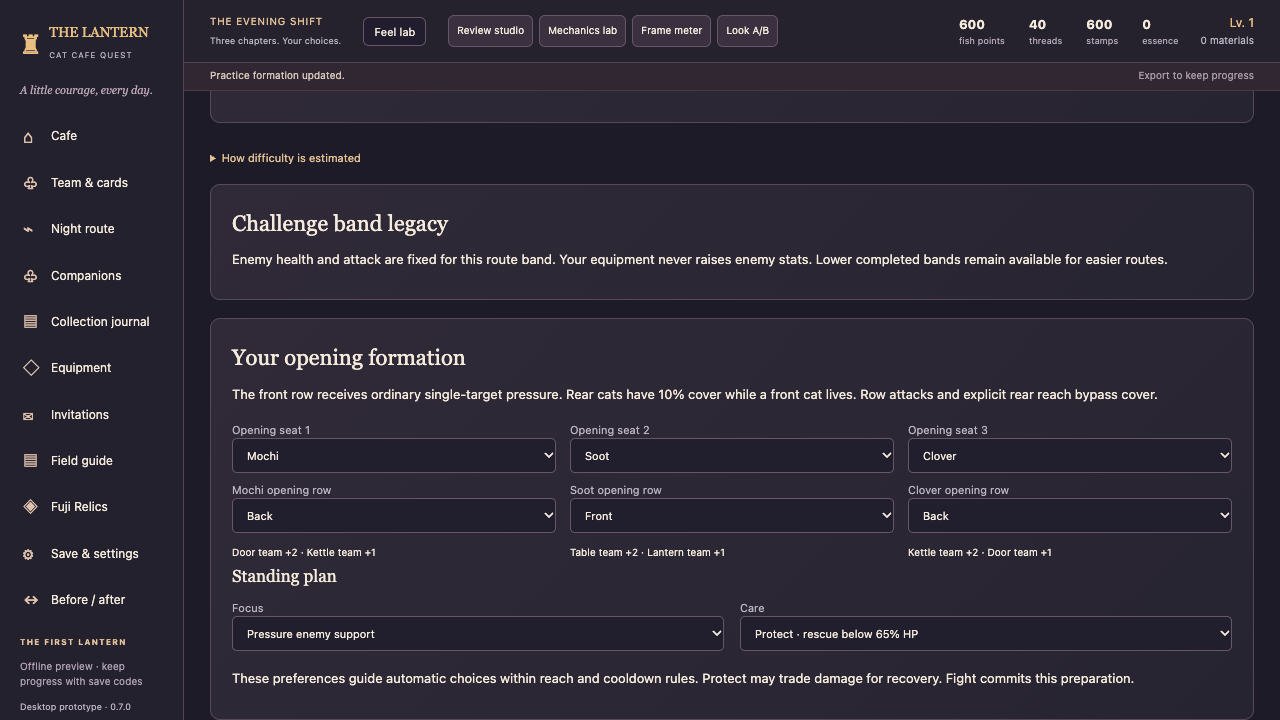 THE LANTERN
CAT CAFE QUEST
A little courage, every day.
Cafe
Team & cards
Night route
Companions
Collection journal
Equipment
Invitations
Field guide
Fuji Relics
Save & settings
Before / after
THE FIRST LANTERN
Offline preview · keep
progress with save codes
Desktop prototype · 0.7.0
THE EVENING SHIFT
Three chapters. Your choices.
Feel lab
Review studio
Mechanics lab
Frame meter
Look A/B
600
fish points
40
threads
600
stamps
0
essence
Lv. 1
0 materials
Practice formation updated.
Export to keep progress
How difficulty is estimated
Challenge band legacy
Enemy health and attack are fixed for this route band. Your equipment never raises enemy stats. Lower completed bands remain available for easier routes.
Your opening formation
The front row receives ordinary single-target pressure. Rear cats have 10% cover while a front cat lives. Row attacks and explicit rear reach bypass cover.
Opening seat 1
Opening seat 2
Opening seat 3
Mochi
Soot
Clover
Mochi opening row
Soot opening row
Clover opening row
Back
Front
Back
Door team +2 · Kettle team +1
Table team +2 · Lantern team +1
Kettle team +2 · Door team +1
Standing plan
Focus
Care
Pressure enemy support
Protect · rescue below 65% HP
These preferences guide automatic choices within reach and cooldown rules. Protect may trade damage for recovery. Fight commits this preparation.